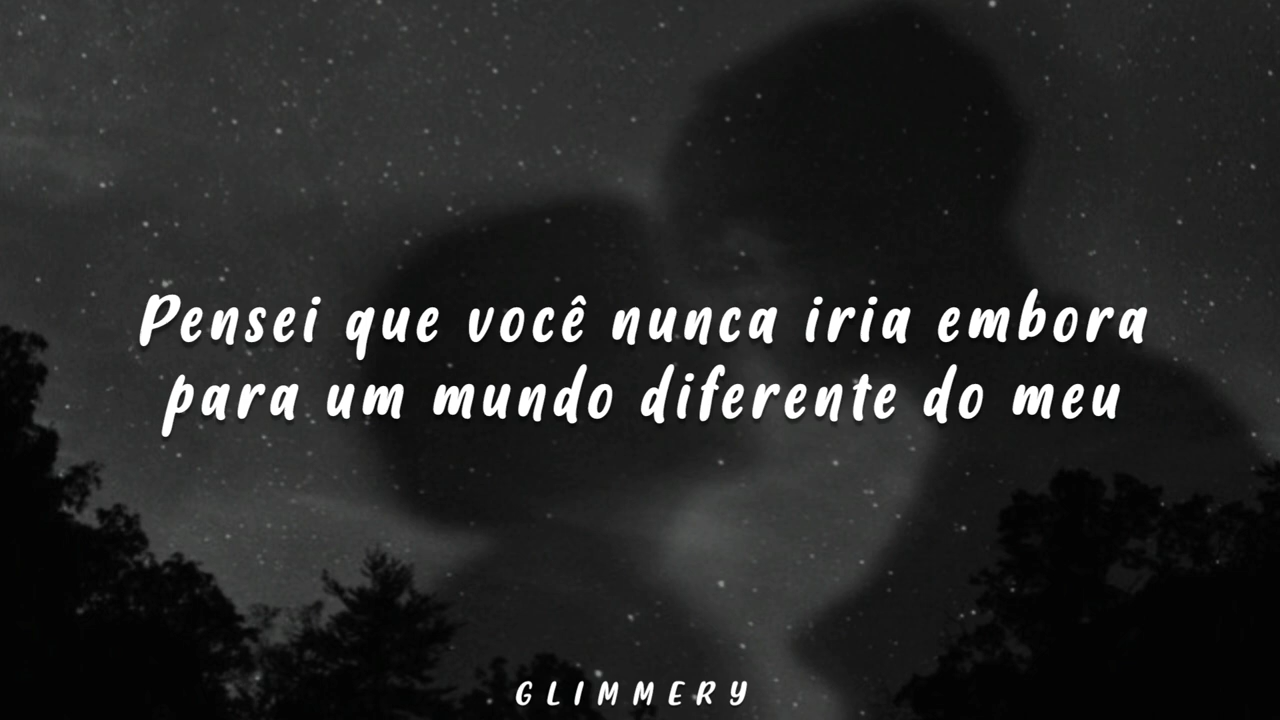 Pensei que você nunca iria embora
para um mundo diferente do meu
GLIMMERY